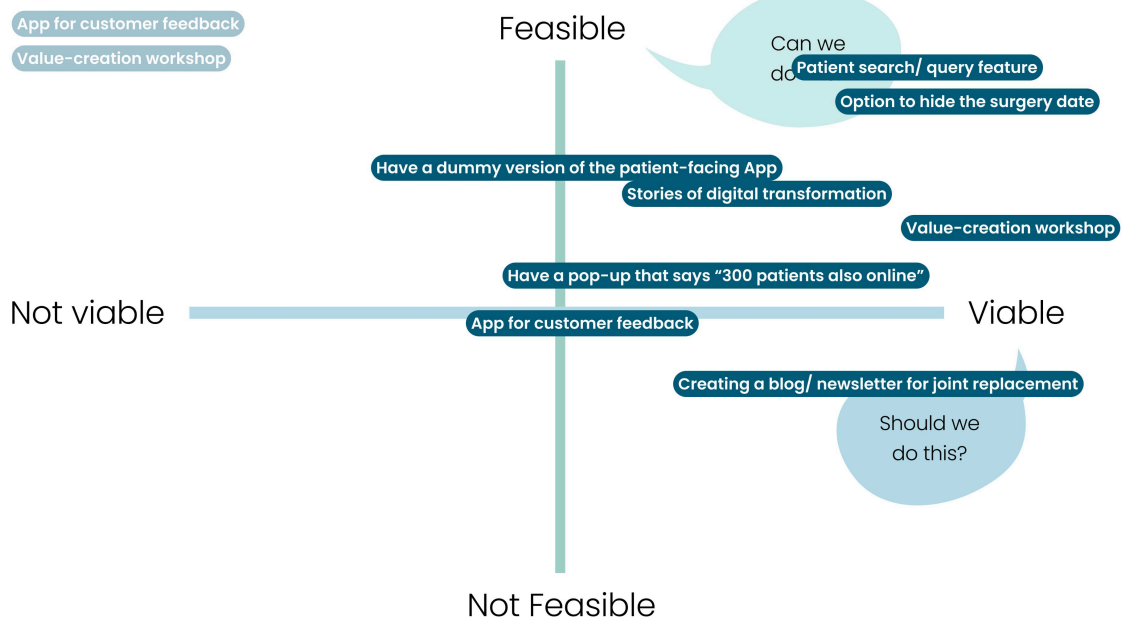 App for customer feedback
Value-creation workshop
Feasible
Can we
do
Patient search/ query feature
Option to hide the surgery date
Have a dummy version of the patient-facing App
Stories of digital transformation
Value-creation workshop
Have a pop-up that says “300 patients also online”
Not viable
Viable
App for customer feedback
Creating a blog/ newsletter for joint replacement
Should we
do this?
Not Feasible